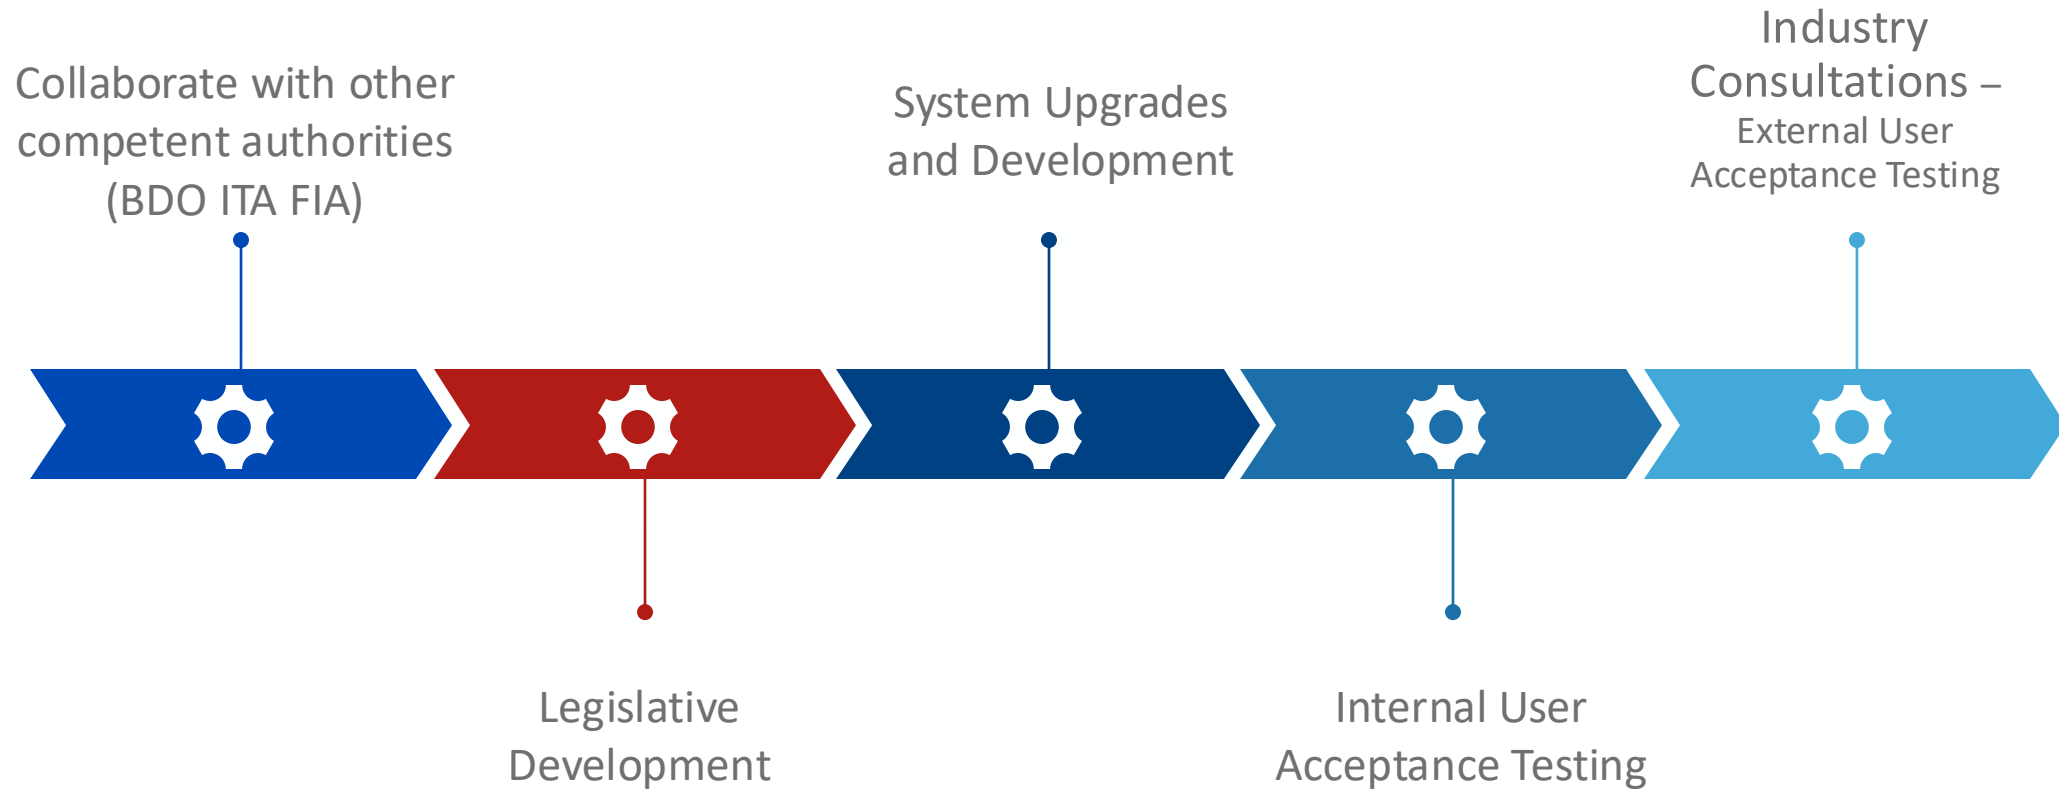 Collaborate with other
competent authorities
(BDO ITA FIA)
Legislative
Development
System Upgrades
and Development
Internal User
Acceptance Testing
Industry
Consultations –
External User
Acceptance Testing